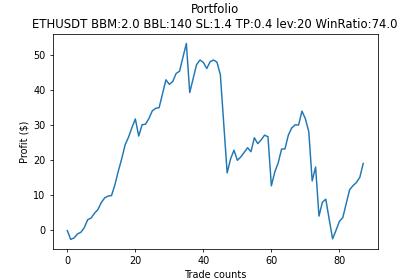 Portfolio
ETHUSDT BBM:2.0 BBL:140 SL:1.4 TP:0.4 lev:20 WinRatio:74.0
50
40
30
20
10
0
Profit ($)
0 20 40 60 80
Trade counts